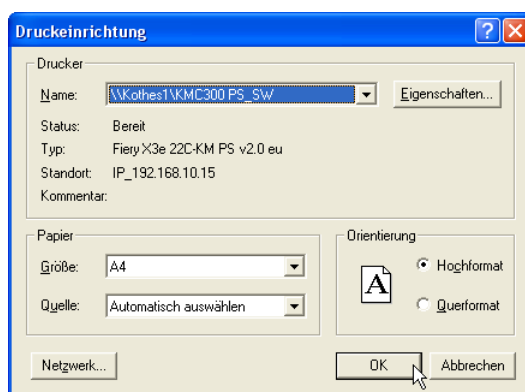 Druckeinrichtung
Drucker
Name: \\Kothes1\KMC300 PS_SW Eigenschaften...
Status: Bereit
Typ: Fiery X3e 22C-KM PS v2.0 eu
Standort: IP_192.168.10.15
Kommentar:
Papier
Größe: A4
Quelle: Automatisch auswählen
Orientierung
A
Hochformat
Querformat
Netzwerk... OK Abbrechen